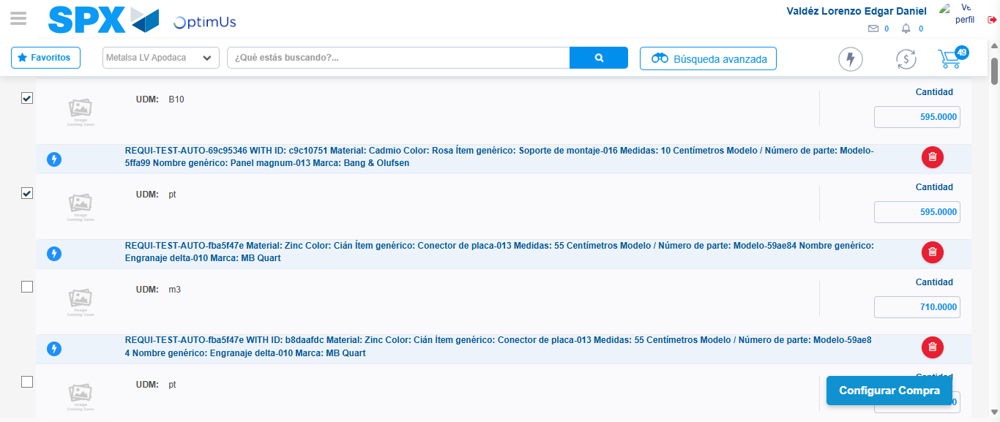 SPX
OptimUs
Valdéz Lorenzo Edgar Daniel
0
0
Ve
perfil
Favoritos
Metalsa LV Apodaca
¿Qué estás buscando?...
Búsqueda avanzada
49
UDM: B10
Cantidad
595.0000
Image
Coming Soon
REQUI-TEST-AUTO-69c95346 WITH ID: c9c10751 Material: Cadmio Color: Rosa Ítem genérico: Soporte de montaje-016 Medidas: 10 Centímetros Modelo / Número de parte: Modelo-
5ffa99 Nombre genérico: Panel magnum-013 Marca: Bang & Olufsen
UDM: pt
Cantidad
595.0000
Image
Coming Soon
REQUI-TEST-AUTO-fba5f47e Material: Zinc Color: Cián Ítem genérico: Conector de placa-013 Medidas: 55 Centímetros Modelo / Número de parte: Modelo-59ae84 Nombre genérico:
Engranaje delta-010 Marca: MB Quart
UDM: m3
Cantidad
710.0000
Image
Coming Soon
REQUI-TEST-AUTO-fba5f47e WITH ID: b8daafdc Material: Zinc Color: Cián Ítem genérico: Conector de placa-013 Medidas: 55 Centímetros Modelo / Número de parte: Modelo-59ae8
4 Nombre genérico: Engranaje delta-010 Marca: MB Quart
UDM: pt
Cantidad
Configurar Compra
Image
Coming Soon